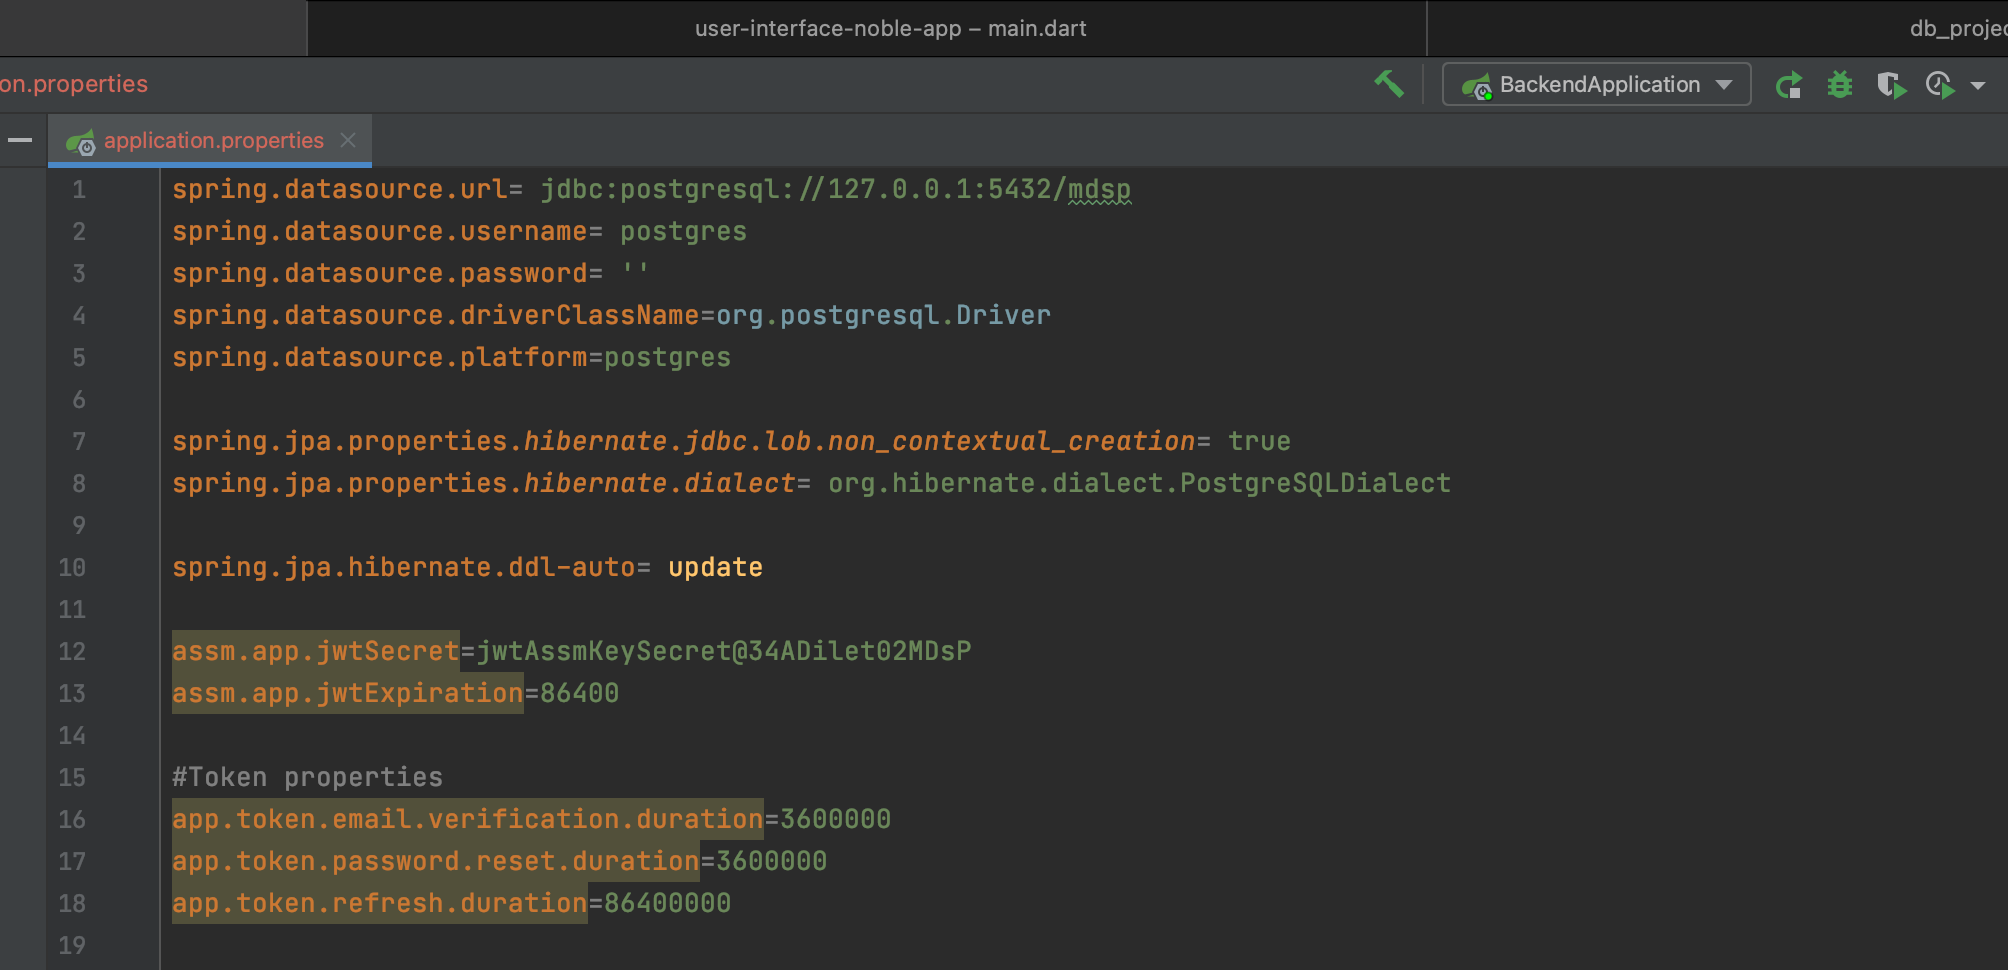 user-interface-noble-app – main.dart
db_projec
on.properties
BackendApplication
application.properties
1 spring.datasource.url= jdbc:postgresql://127.0.0.1:5432/mdsp
2 spring.datasource.username= postgres
3 spring.datasource.password= ''
4 spring.datasource.driverClassName=org.postgresql.Driver
5 spring.datasource.platform=postgres
6
7 spring.jpa.properties.hibernate.jdbc.lob.non_contextual_creation= true
8 spring.jpa.properties.hibernate.dialect= org.hibernate.dialect.PostgreSQLDialect
9
10 spring.jpa.hibernate.ddl-auto= update
11
12 assm.app.jwtSecret=jwtAssmKeySecret@34ADilet02MDsP
13 assm.app.jwtExpiration=86400
14
15 #Token properties
16 app.token.email.verification.duration=3600000
17 app.token.password.reset.duration=3600000
18 app.token.refresh.duration=86400000
19